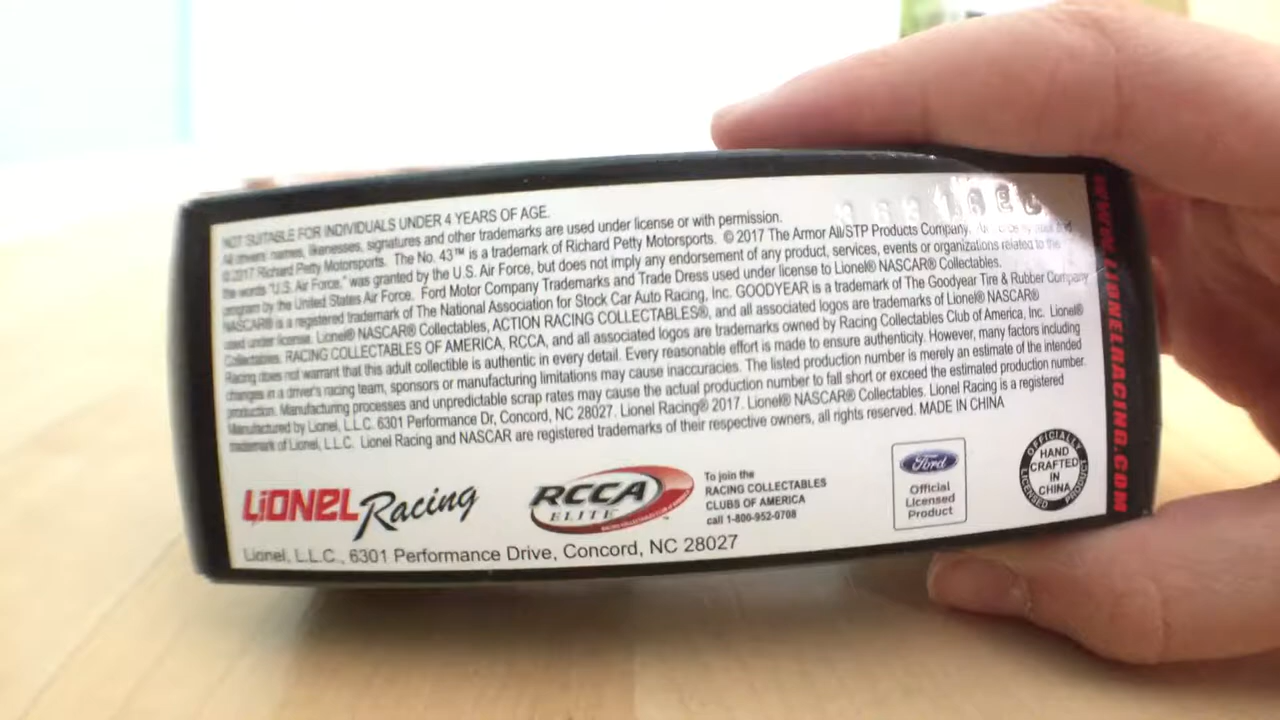 NOT SUITABLE FOR INDIVIDUALS UNDER 4 YEARS OF AGE.
All drivers' names, likenesses, signatures and other trademarks are used under license or with permission.
©2017 Richard Petty Motorsports. The No. 43™ is a trademark of Richard Petty Motorsports. © 2017 The Armor All/STP Products Company.
the words "U.S. Air Force," was granted by the U.S. Air Force, but does not imply any endorsement of any product, services, events or organizations related to the
program by the United States Air Force. Ford Motor Company Trademarks and Trade Dress used under license to Lionel® NASCAR® Collectables.
NASCAR® is a registered trademark of The National Association for Stock Car Auto Racing, Inc. GOODYEAR is a trademark of The Goodyear Tire & Rubber Company
used under license. Lionel® NASCAR® Collectables, ACTION RACING COLLECTABLES®, and all associated logos are trademarks of Lionel® NASCAR®
Collectables. RACING COLLECTABLES OF AMERICA, RCCA, and all associated logos are trademarks owned by Racing Collectables Club of America, Inc. Lionel®
Racing does not warrant that this adult collectible is authentic in every detail. Every reasonable effort is made to ensure authenticity. However, many factors including
changes in a driver's racing team, sponsors or manufacturing limitations may cause inaccuracies. The listed production number is merely an estimate of the intended
production. Manufacturing processes and unpredictable scrap rates may cause the actual production number to fall short or exceed the estimated production number.
Manufactured by Lionel, L.L.C. 6301 Performance Dr, Concord, NC 28027. Lionel Racing® 2017. Lionel® NASCAR® Collectables. Lionel Racing is a registered
trademark of Lionel, L.L.C. Lionel Racing and NASCAR are registered trademarks of their respective owners, all rights reserved. MADE IN CHINA
LIONEL Racing
RCCA
ELITE
To join the
RACING COLLECTABLES
CLUBS OF AMERICA
call 1-800-952-0708
Ford
Official
Licensed
Product
OFFICIALLY
HAND
CRAFTED
IN
CHINA
LICENSED PRODUCT
Lionel, L.L.C., 6301 Performance Drive, Concord, NC 28027
WWW.LIONELRACING.COM